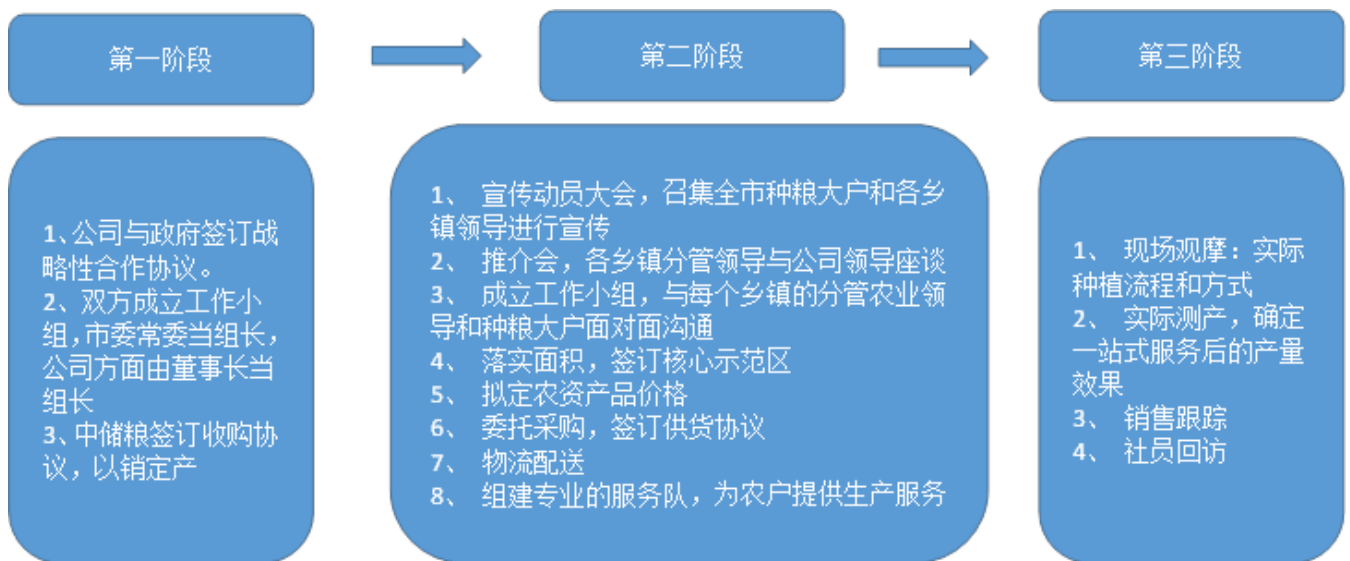 第一阶段
第二阶段
第三阶段
1、公司与政府签订战
略性合作协议。
2、双方成立工作小
组，市委常委当组长，
公司方面由董事长当
组长
3、中储粮签订收购协
议，以销定产
1、 宣传动员大会，召集全市种粮大户和各乡
镇领导进行宣传
2、 推介会，各乡镇分管领导与公司领导座谈
3、 成立工作小组，与每个乡镇的分管农业领
导和种粮大户面对面沟通
4、 落实面积，签订核心示范区
5、 拟定农资产品价格
6、 委托采购，签订供货协议
7、 物流配送
8、 组建专业的服务队，为农户提供生产服务
1、 现场观摩：实际
种植流程和方式
2、 实际测产，确定
一站式服务后的产量
效果
3、 销售跟踪
4、 社员回访